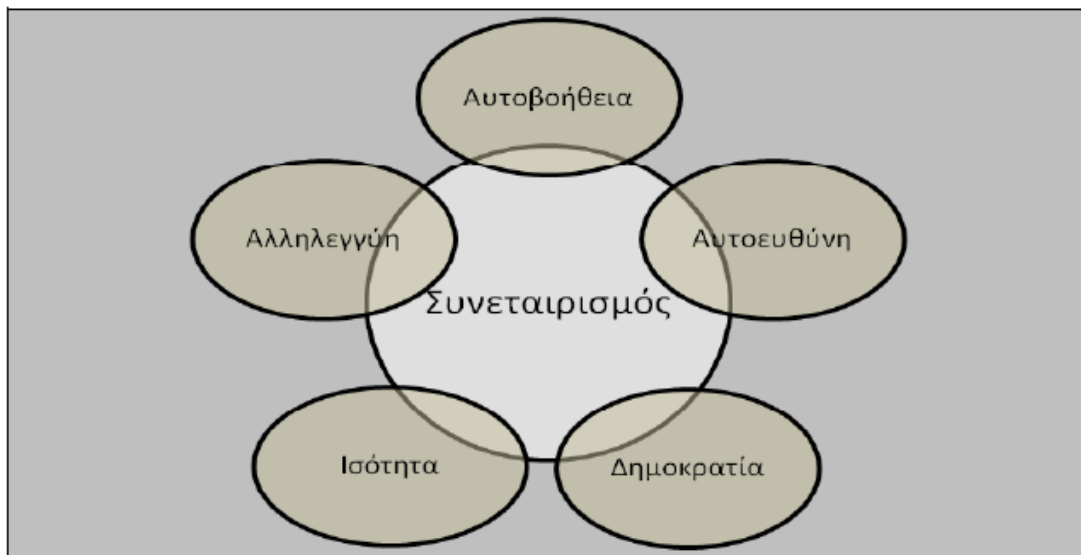 Αυτοβοήθεια
Αλληλεγγύη
Αυτοευθύνη
Συνεταιρισμός
Ισότητα
Δημοκρατία